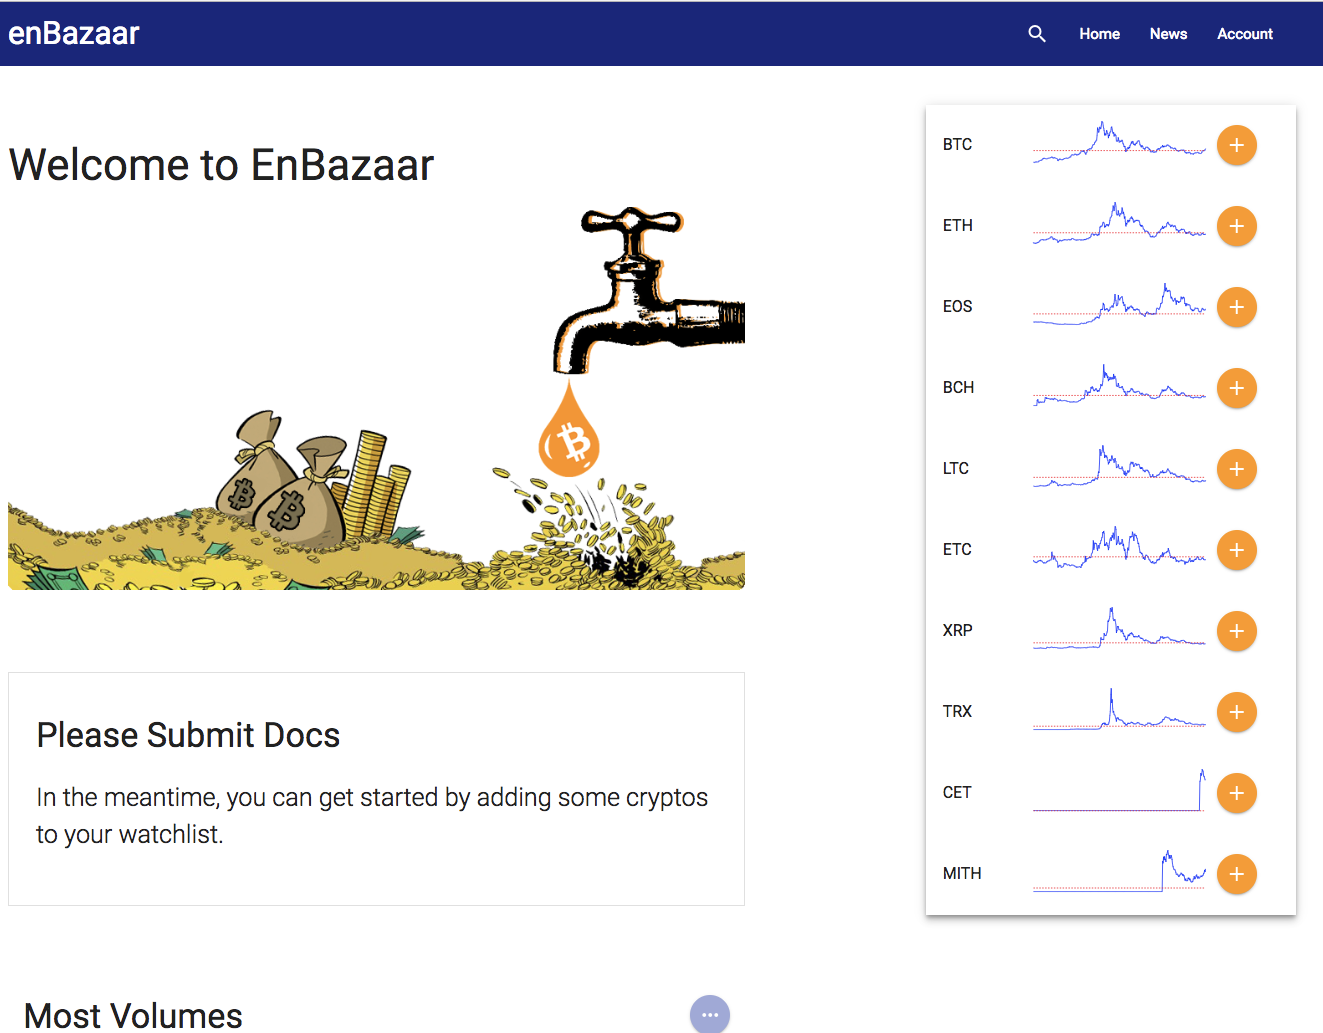 enBazaar
Home
News
Account
Welcome to EnBazaar
Please Submit Docs
In the meantime, you can get started by adding some cryptos
to your watchlist.
Most Volumes
BTC
ETH
EOS
BCH
LTC
ETC
XRP
TRX
CET
MITH